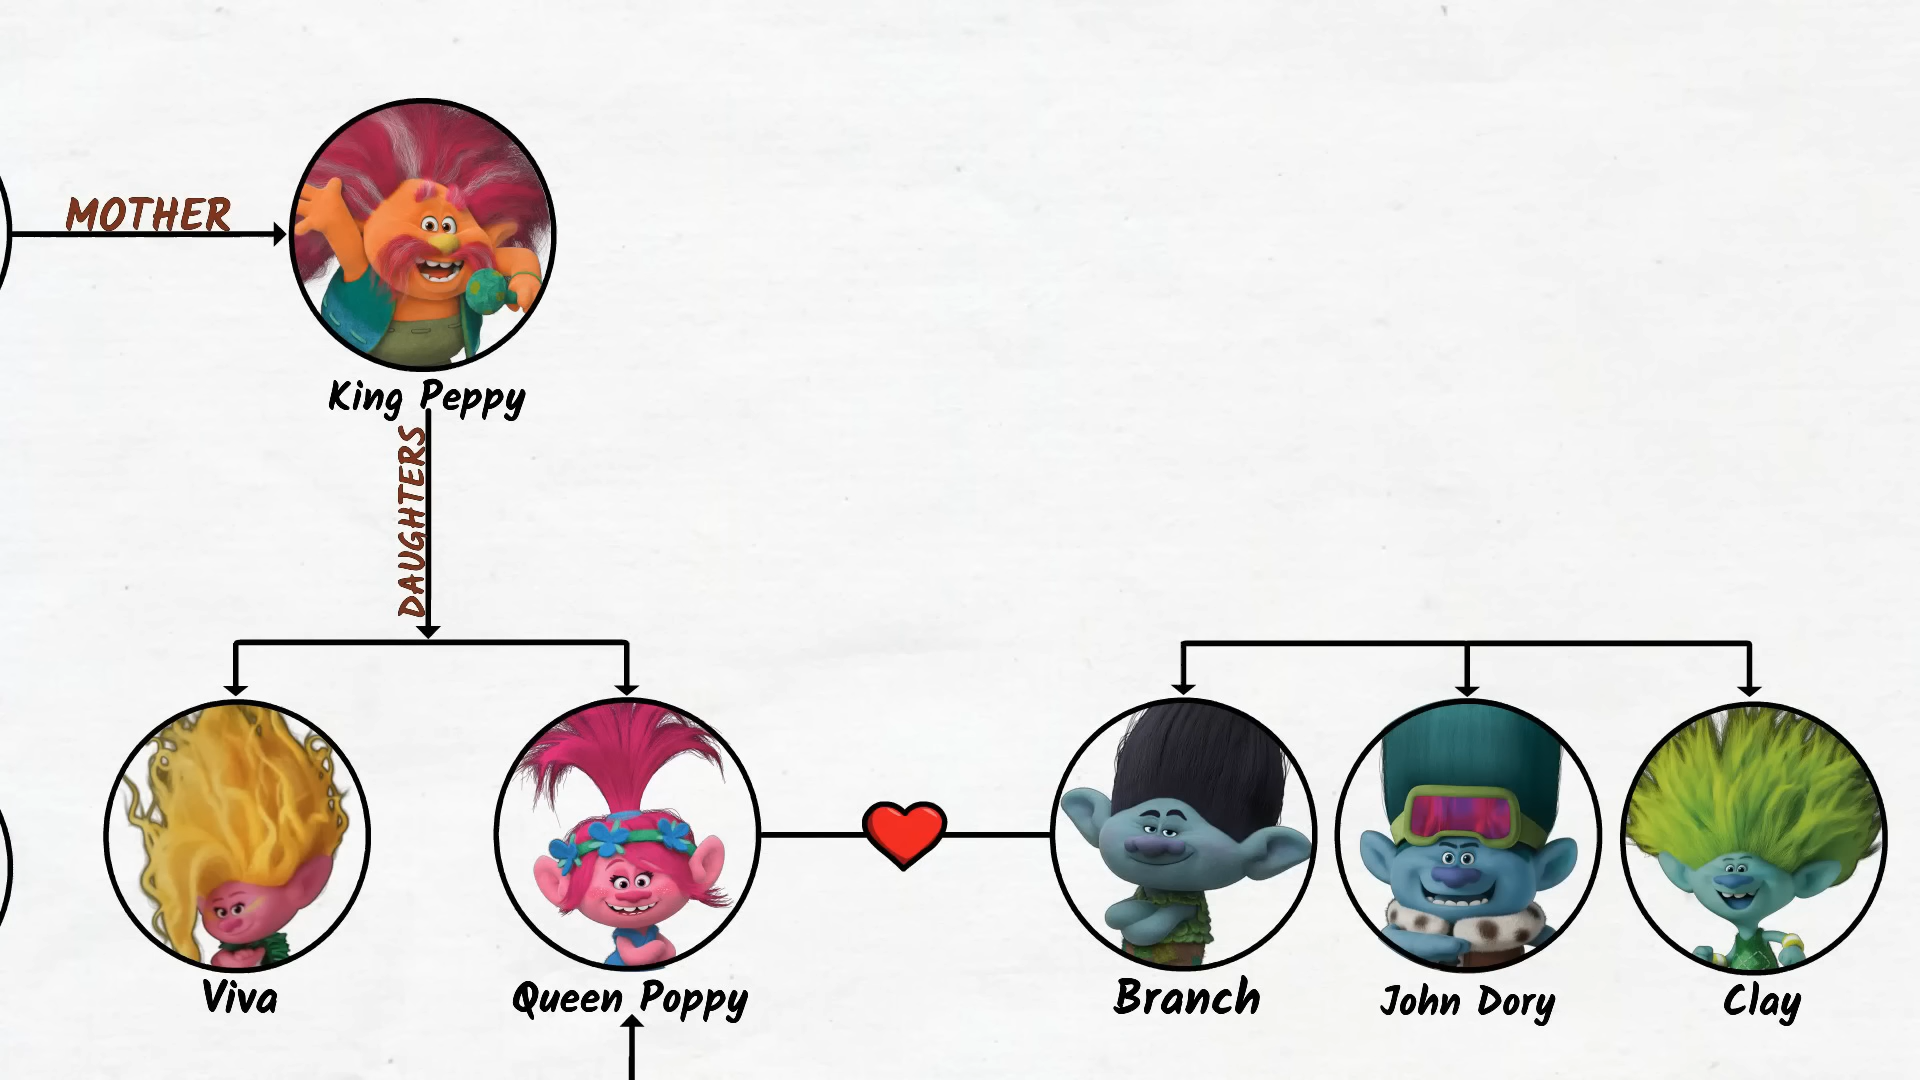 MOTHER
King Peppy
DAUGHTERS
Viva
Queen Poppy
Branch
John Dory
Clay